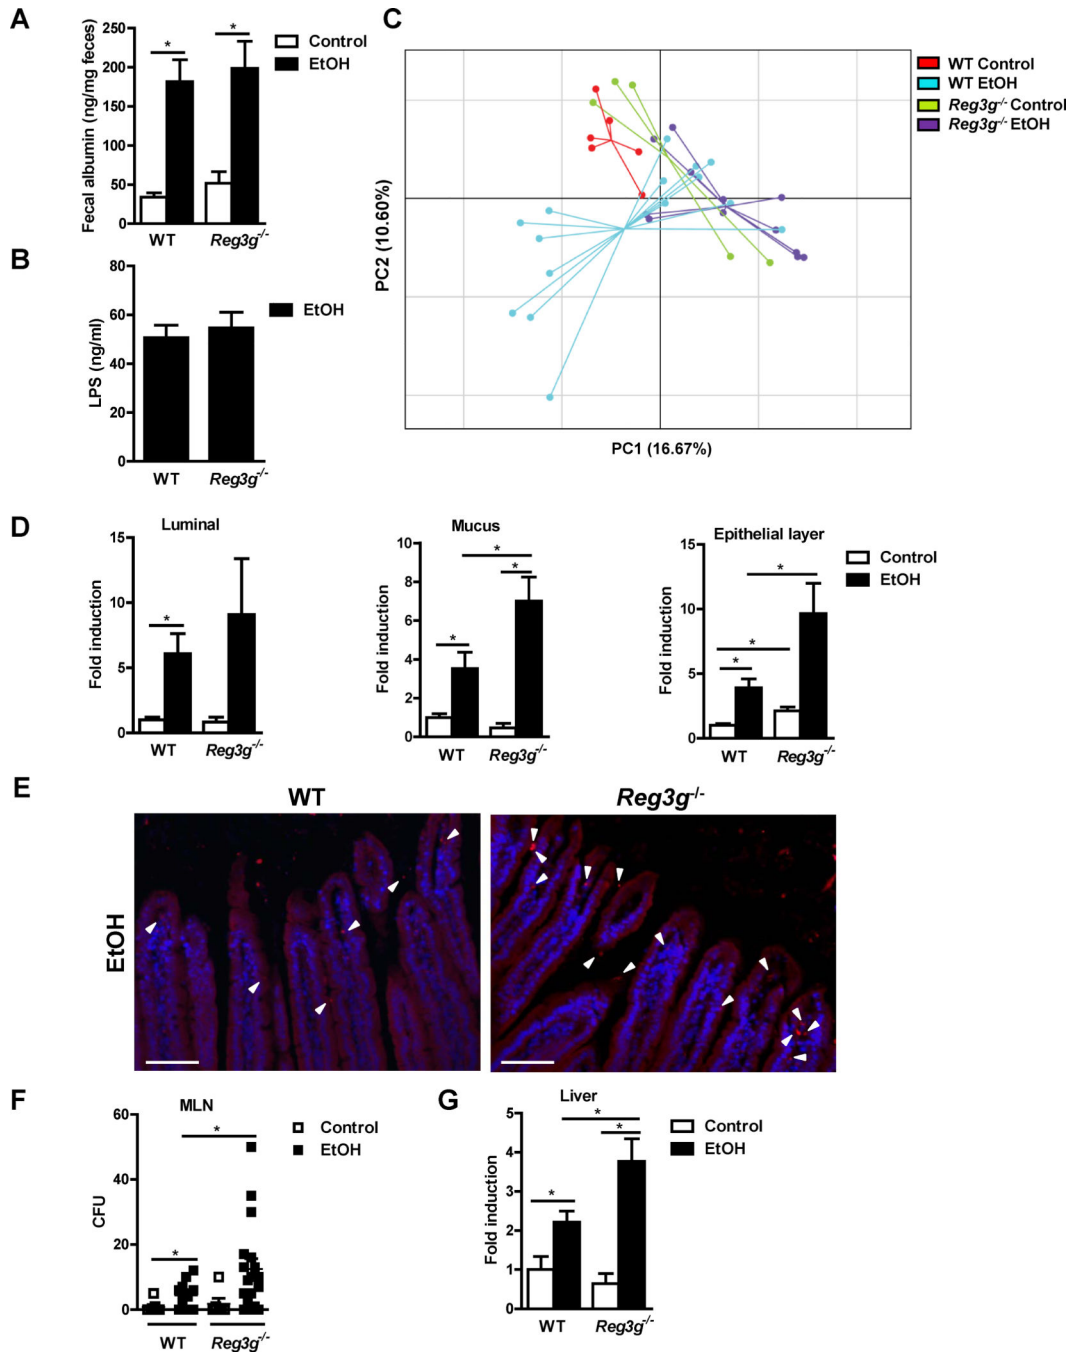 A
Fecal albumin (ng/mg feces)
250
200
150
100
50
0
*
*
WT
Reg3g-/-
Control
EtOH
B
LPS (ng/ml)
80
60
40
20
0
WT
Reg3g-/-
EtOH
C
PC2 (10.60%)
PC1 (16.67%)
WT Control
WT EtOH
Reg3g-/- Control
Reg3g-/- EtOH
D
Luminal
Fold induction
15
10
5
0
*
WT
Reg3g-/-
Mucus
Fold induction
10
8
6
4
2
0
*
*
*
WT
Reg3g-/-
Epithelial layer
Fold induction
15
10
5
0
*
*
*
WT
Reg3g-/-
Control
EtOH
E
WT
Reg3g-/-
EtOH
F
MLN
CFU
60
40
20
0
*
*
WT
Reg3g-/-
Control
EtOH
G
Liver
Fold induction
5
4
3
2
1
0
*
*
*
WT
Reg3g-/-
Control
EtOH